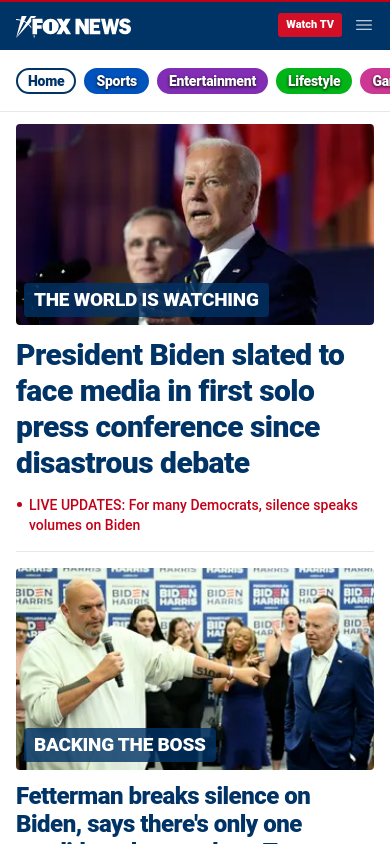 FOX NEWS
Watch TV
Home Sports Entertainment Lifestyle Ga
THE WORLD IS WATCHING
President Biden slated to
face media in first solo
press conference since
disastrous debate
• LIVE UPDATES: For many Democrats, silence speaks
volumes on Biden
BIDEN
HARRIS
BACKING THE BOSS
Fetterman breaks silence on
Biden, says there's only one